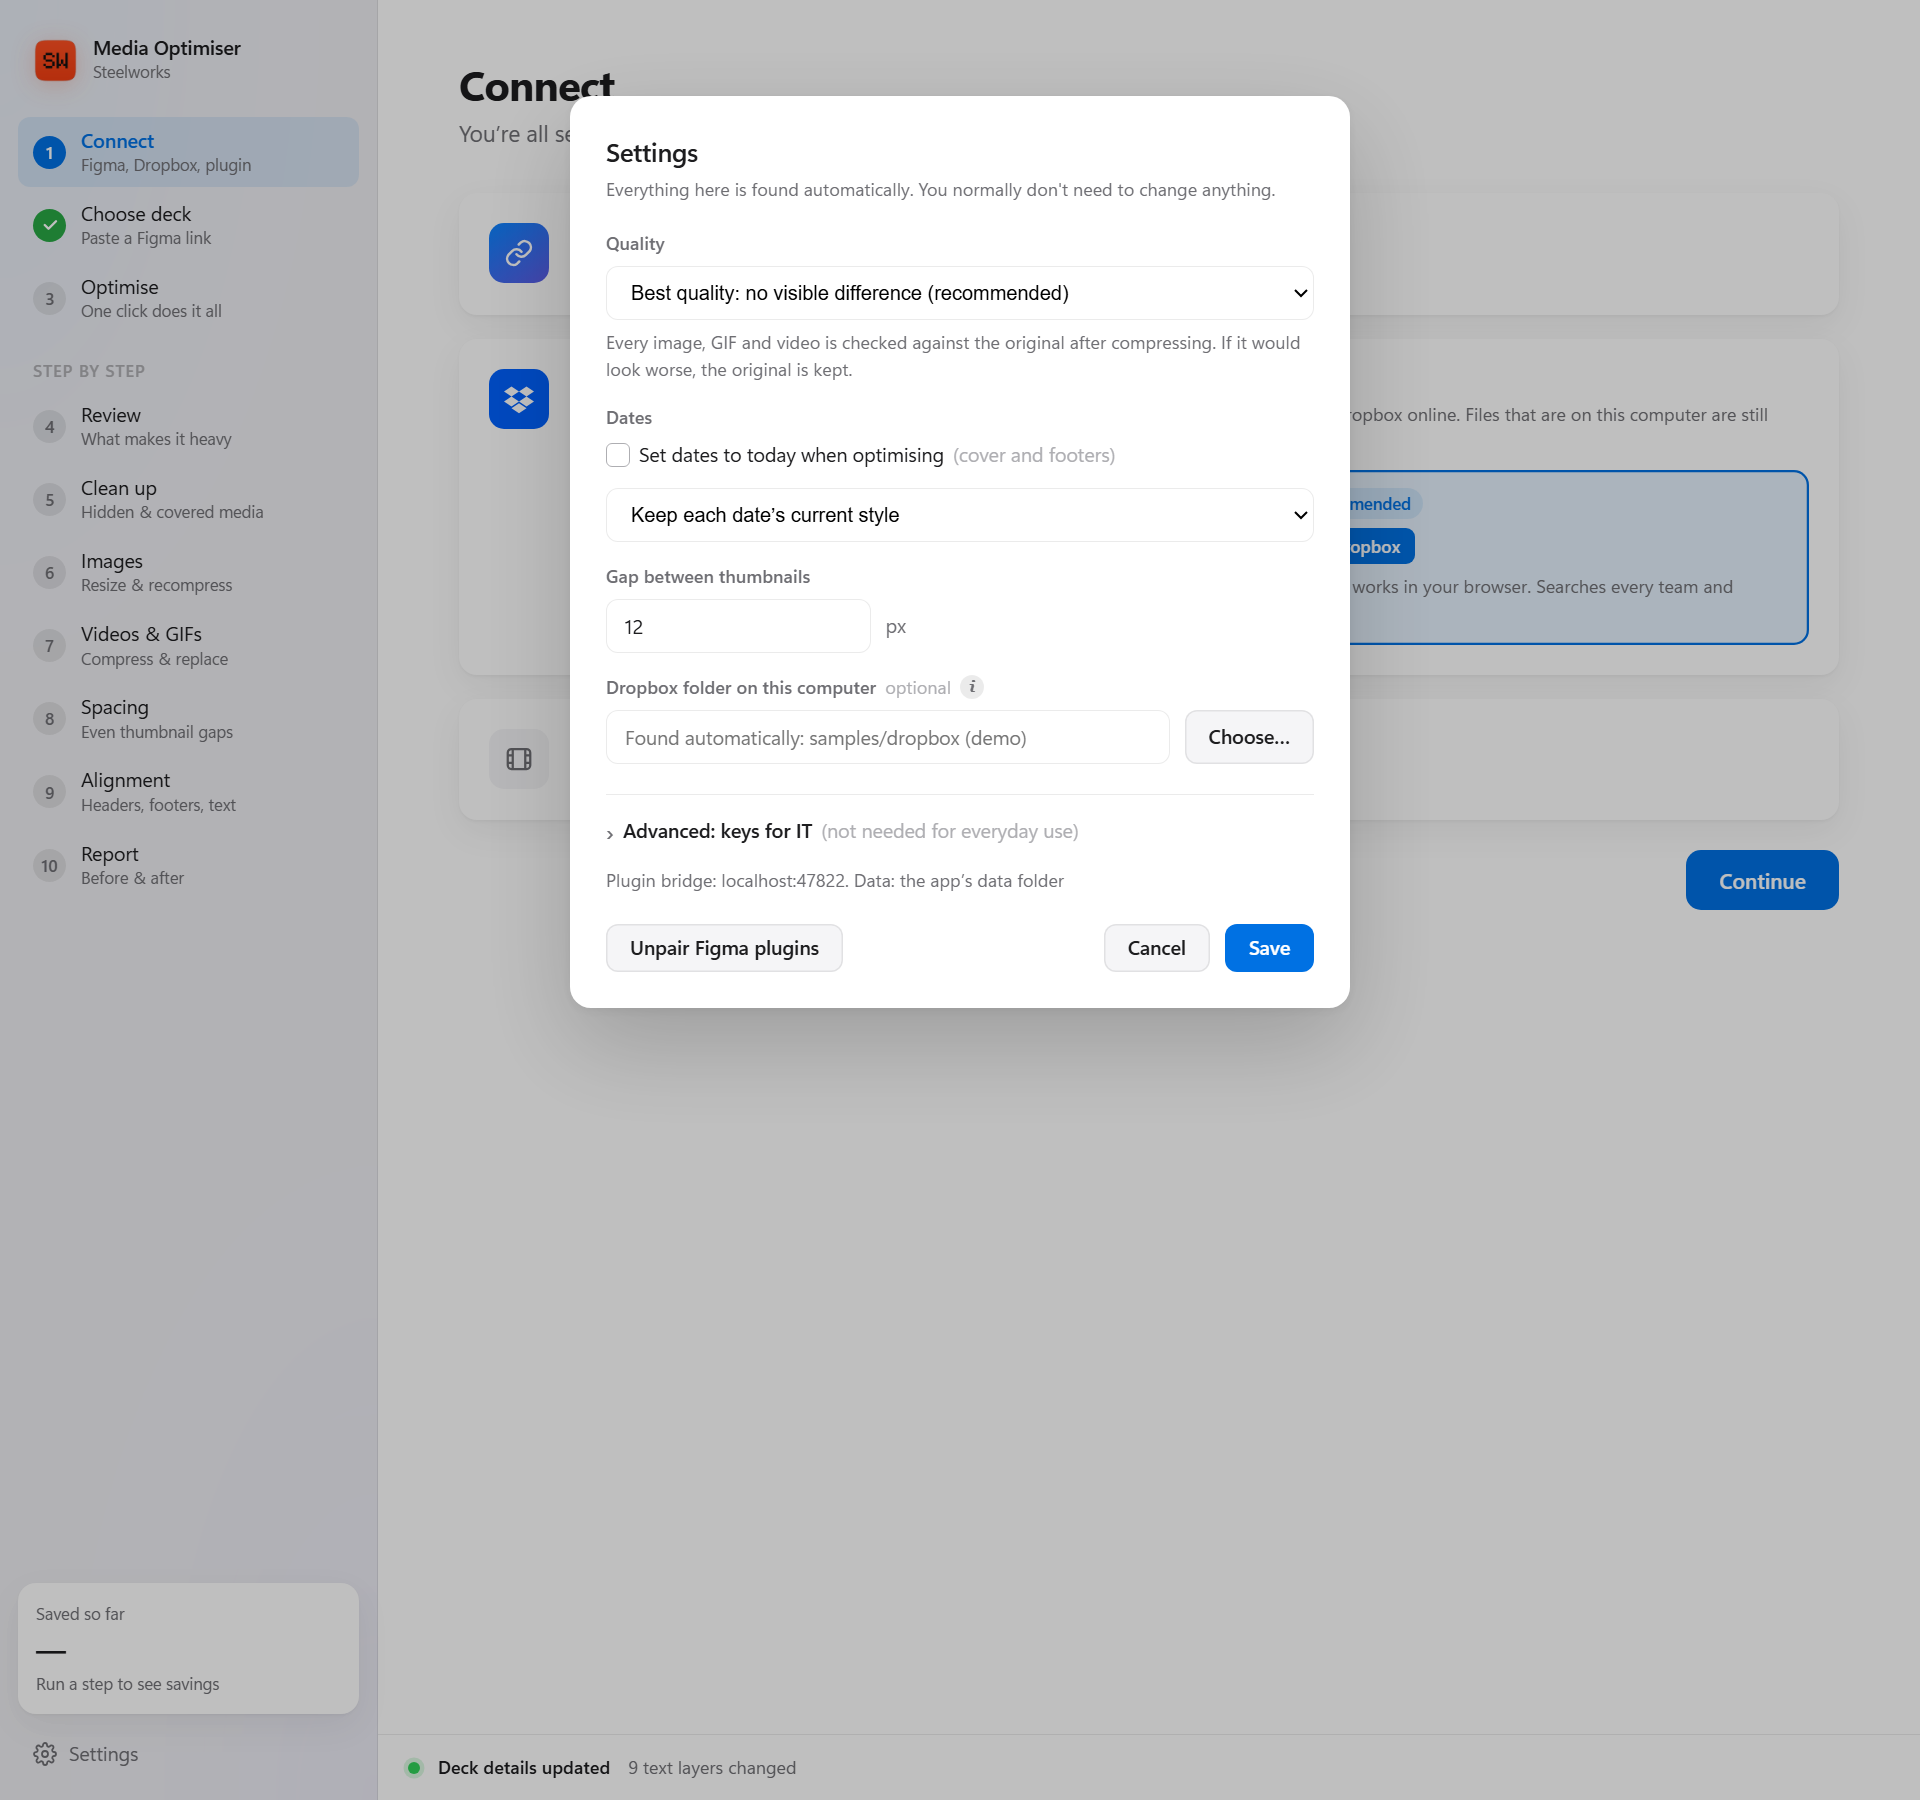 SW
Media Optimiser
Steelworks
1
Connect
Figma, Dropbox, plugin
Choose deck
Paste a Figma link
3
Optimise
One click does it all
STEP BY STEP
4
Review
What makes it heavy
5
Clean up
Hidden & covered media
6
Images
Resize & recompress
7
Videos & GIFs
Compress & replace
8
Spacing
Even thumbnail gaps
9
Alignment
Headers, footers, text
10
Report
Before & after
Saved so far
—
Run a step to see savings
Settings
Connect
You’re all se
Settings
Everything here is found automatically. You normally don't need to change anything.
Quality
Best quality: no visible difference (recommended)
Every image, GIF and video is checked against the original after compressing. If it would
look worse, the original is kept.
Dates
Set dates to today when optimising (cover and footers)
Keep each date’s current style
Gap between thumbnails
12 px
Dropbox folder on this computer optional i
Found automatically: samples/dropbox (demo)
Choose...
› Advanced: keys for IT (not needed for everyday use)
Plugin bridge: localhost:47822. Data: the app’s data folder
Unpair Figma plugins
Cancel
Save
ropbox online. Files that are on this computer are still
mended
opbox
works in your browser. Searches every team and
Continue
Deck details updated 9 text layers changed